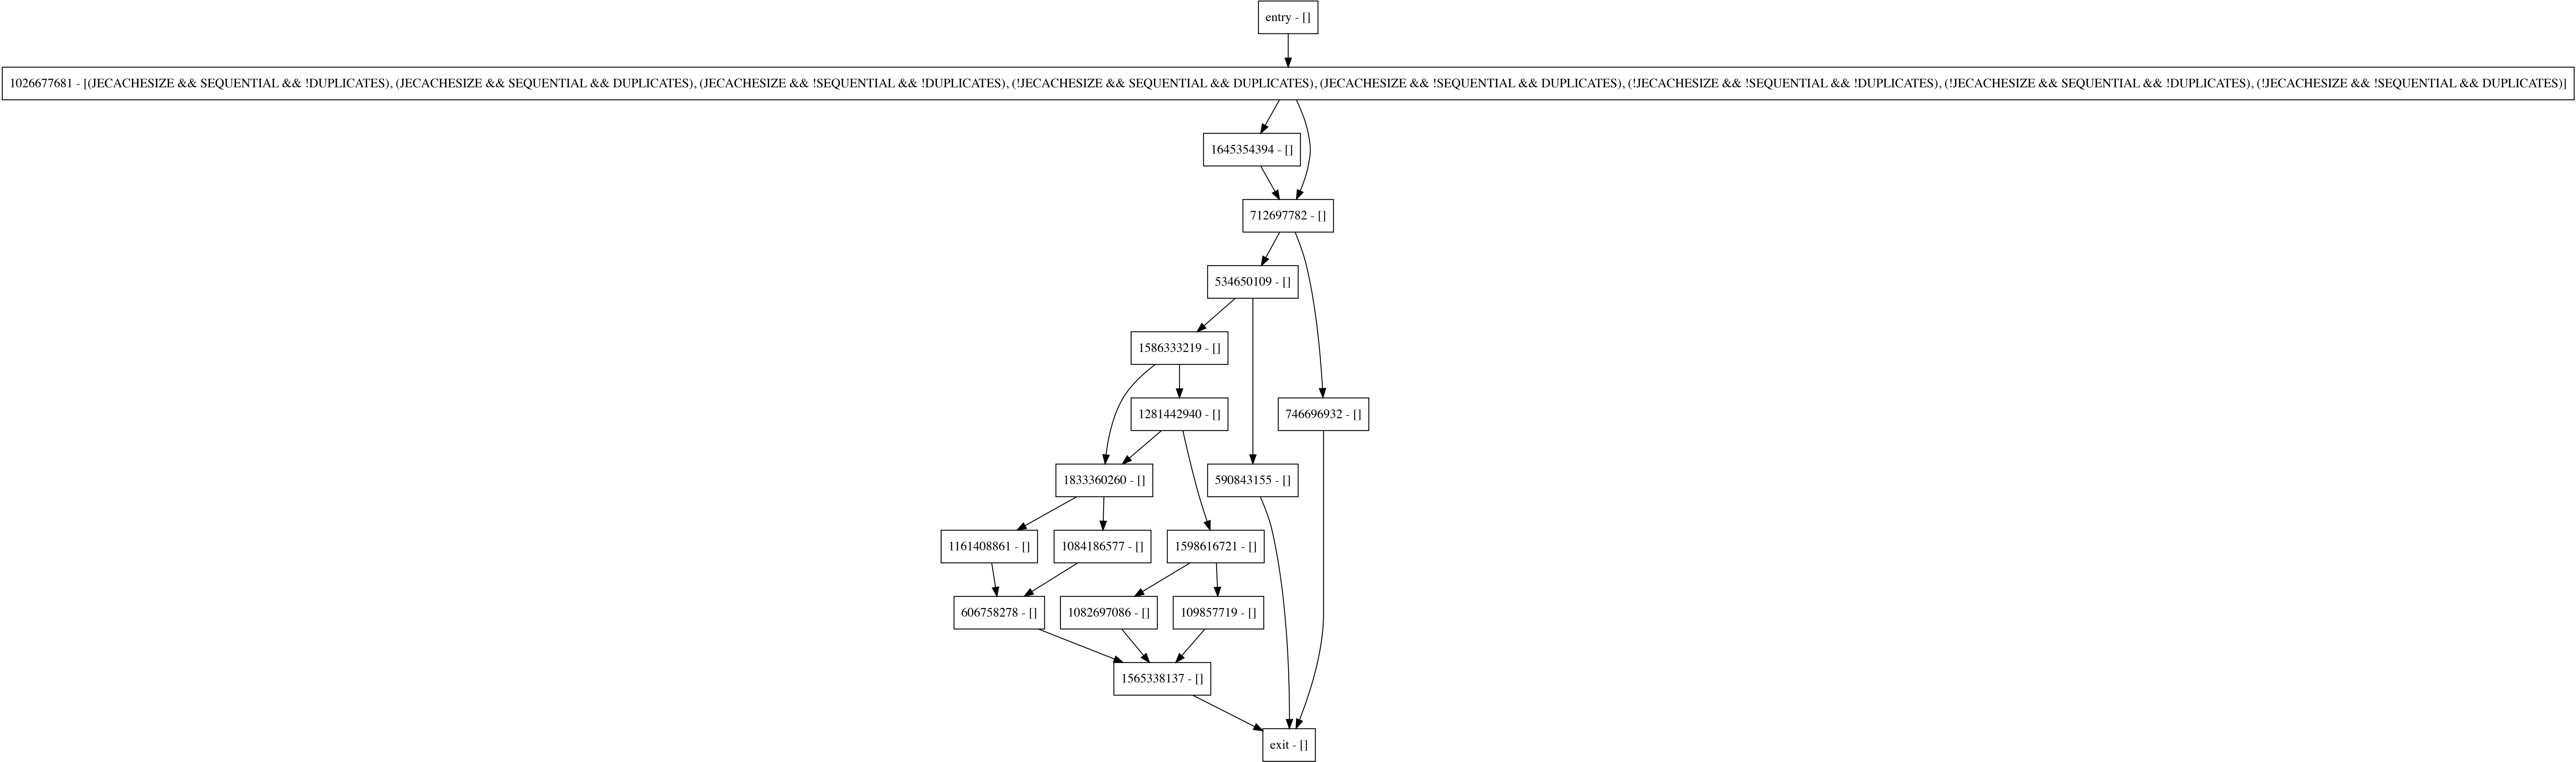 entry - []
1026677681 - [(JECACHESIZE && SEQUENTIAL && !DUPLICATES), (JECACHESIZE && SEQUENTIAL && DUPLICATES), (JECACHESIZE && !SEQUENTIAL && !DUPLICATES), (!JECACHESIZE && SEQUENTIAL && DUPLICATES), (JECACHESIZE && !SEQUENTIAL && DUPLICATES), (!JECACHESIZE && !SEQUENTIAL && !DUPLICATES), (!JECACHESIZE && SEQUENTIAL && !DUPLICATES), (!JECACHESIZE && !SEQUENTIAL && DUPLICATES)]
1645354394 - []
712697782 - []
534650109 - []
1586333219 - []
1281442940 - []
746696932 - []
1833360260 - []
590843155 - []
1161408861 - []
1084186577 - []
1598616721 - []
606758278 - []
1082697086 - []
109857719 - []
1565338137 - []
exit - []